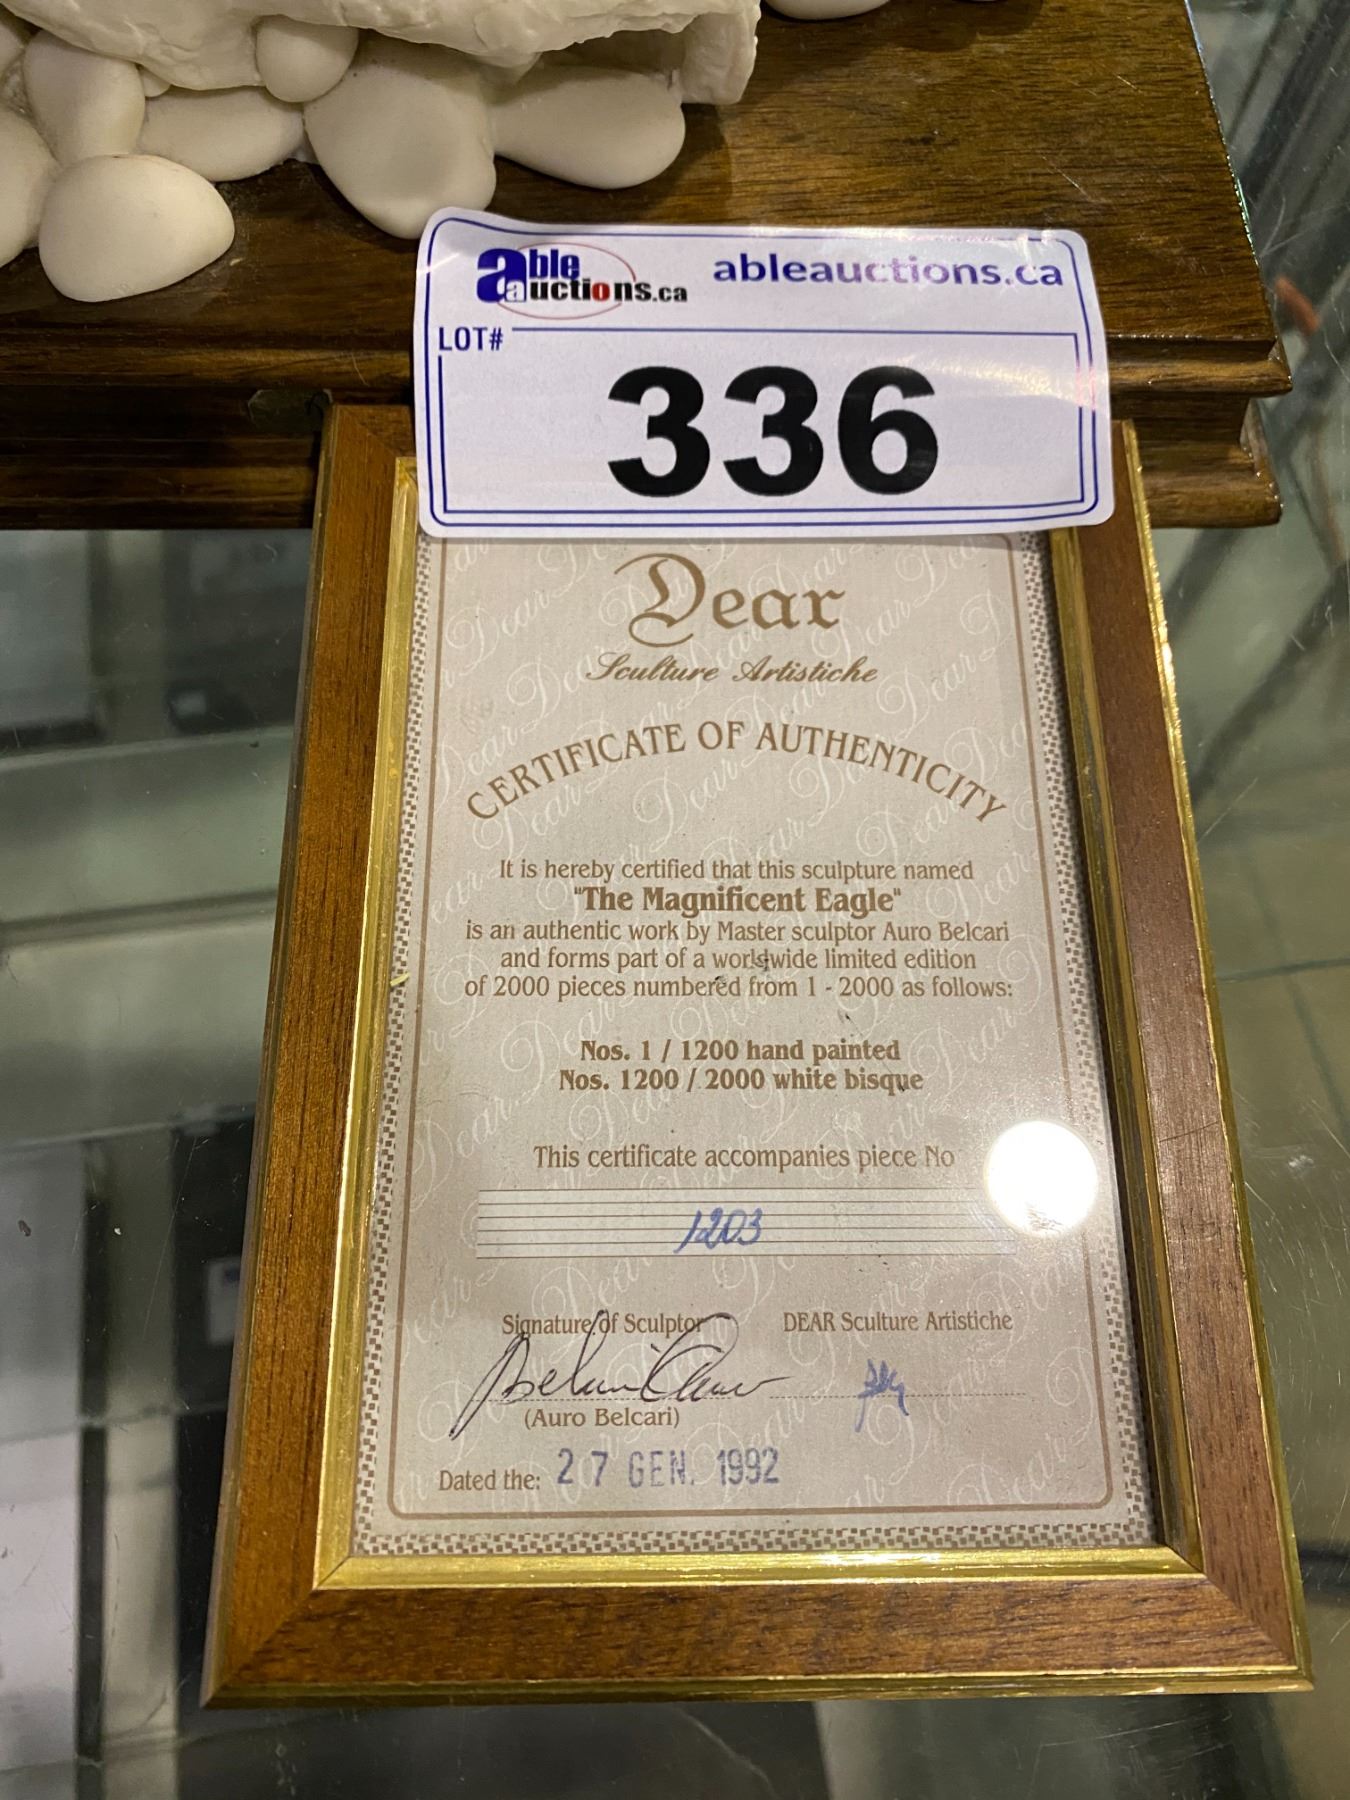 able auctions.ca
ableauctions.ca
LOT#
336
Dear
Sculture Artistiche
CERTIFICATE OF AUTHENTICITY
It is hereby certified that this sculpture named
"The Magnificent Eagle"
is an authentic work by Master sculptor Auro Belcari
and forms part of a worldwide limited edition
of 2000 pieces numbered from 1 - 2000 as follows:
Nos. 1 / 1200 hand painted
Nos. 1200 / 2000 white bisque
This certificate accompanies piece No
1203
Signature of Sculptor
DEAR Sculture Artistiche
(Auro Belcari)
Dated the: 27 GEN. 1992